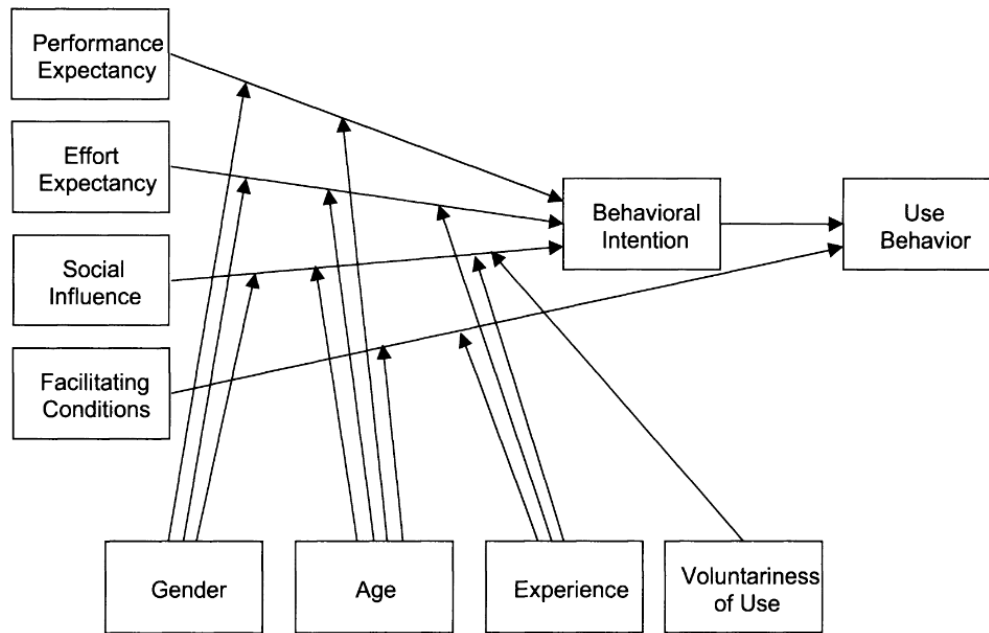 Performance
Expectancy
Effort
Expectancy
Social
Influence
Facilitating
Conditions
Behavioral
Intention
Use
Behavior
Gender
Age
Experience
Voluntariness
of Use